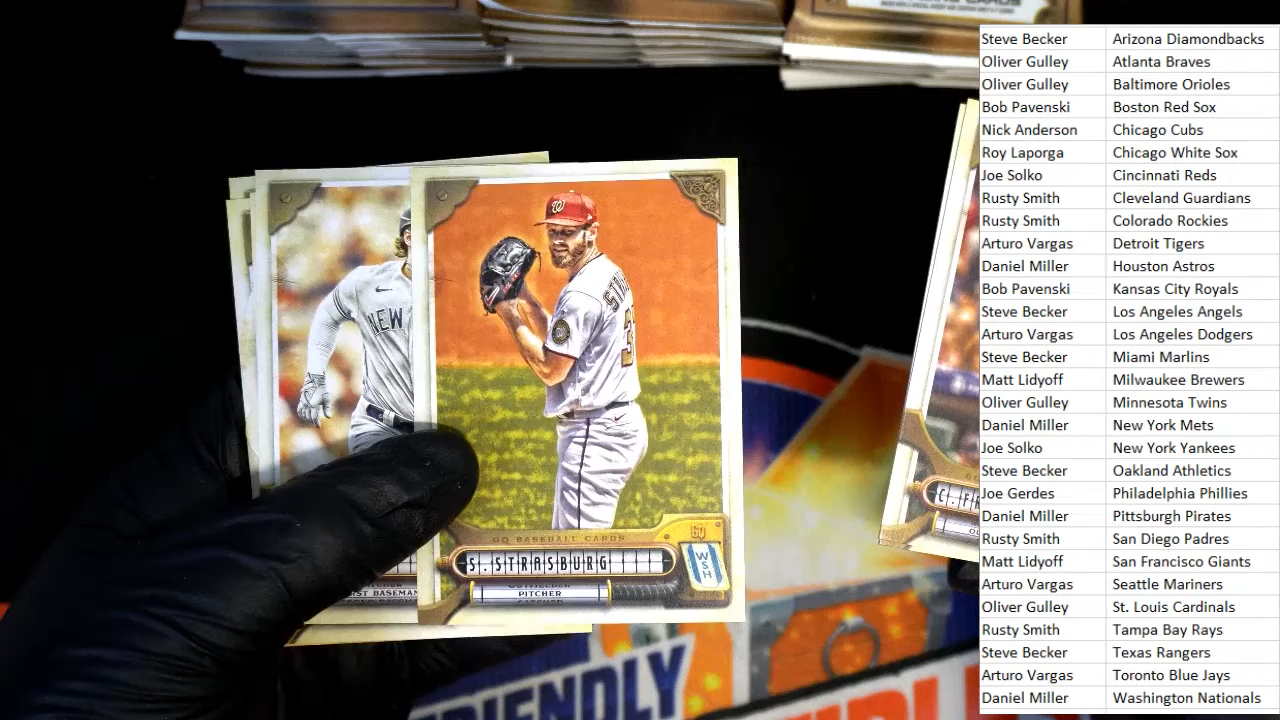 Steve Becker Arizona Diamondbacks
Oliver Gulley Atlanta Braves
Oliver Gulley Baltimore Orioles
Bob Pavenski Boston Red Sox
Nick Anderson Chicago Cubs
Roy Laporga Chicago White Sox
Joe Solko Cincinnati Reds
Rusty Smith Cleveland Guardians
Rusty Smith Colorado Rockies
Arturo Vargas Detroit Tigers
Daniel Miller Houston Astros
Bob Pavenski Kansas City Royals
Steve Becker Los Angeles Angels
Arturo Vargas Los Angeles Dodgers
Steve Becker Miami Marlins
Matt Lidyoff Milwaukee Brewers
Oliver Gulley Minnesota Twins
Daniel Miller New York Mets
Joe Solko New York Yankees
Steve Becker Oakland Athletics
Joe Gerdes Philadelphia Phillies
Daniel Miller Pittsburgh Pirates
Rusty Smith San Diego Padres
Matt Lidyoff San Francisco Giants
Arturo Vargas Seattle Mariners
Oliver Gulley St. Louis Cardinals
Rusty Smith Tampa Bay Rays
Steve Becker Texas Rangers
Arturo Vargas Toronto Blue Jays
Daniel Miller Washington Nationals
W
NEW
GQ
GQ BASEBALL CARDS
S. STRASBURG
WSH
OUTFIELDER
PITCHER
CATCHER
FRIENDLY